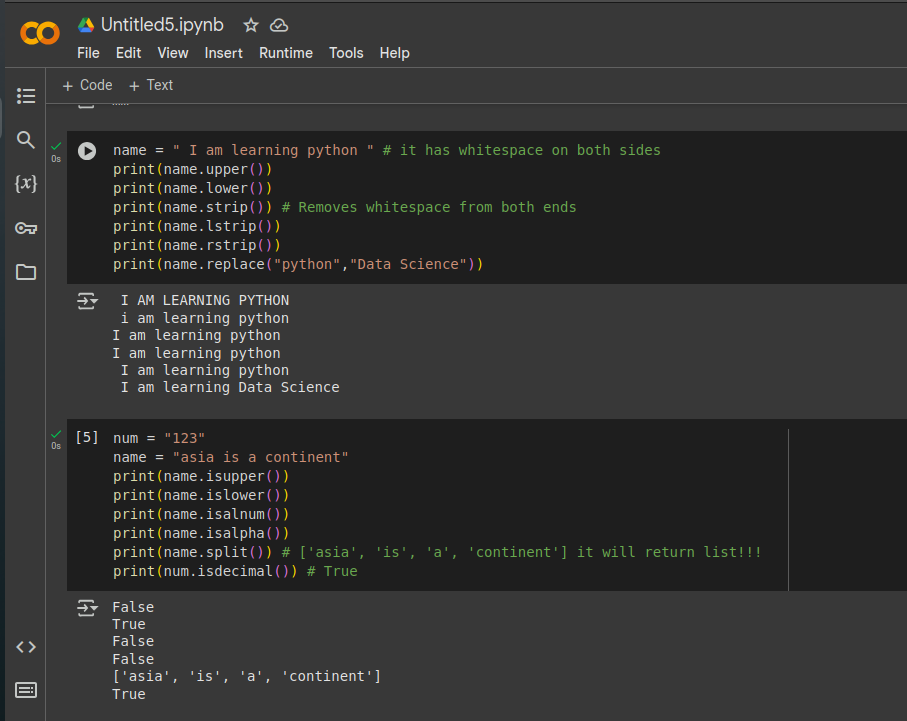 Untitled5.ipynb
File Edit View Insert Runtime Tools Help
+ Code + Text
{x}
0s
name = " I am learning python " # it has whitespace on both sides
print(name.upper())
print(name.lower())
print(name.strip()) # Removes whitespace from both ends
print(name.lstrip())
print(name.rstrip())
print(name.replace("python","Data Science"))
 I AM LEARNING PYTHON
 i am learning python
I am learning python
I am learning python
 I am learning python
 I am learning Data Science
0s
[5] num = "123"
name = "asia is a continent"
print(name.isupper())
print(name.islower())
print(name.isalnum())
print(name.isalpha())
print(name.split()) # ['asia', 'is', 'a', 'continent'] it will return list!!!
print(num.isdecimal()) # True
False
True
False
False
['asia', 'is', 'a', 'continent']
True